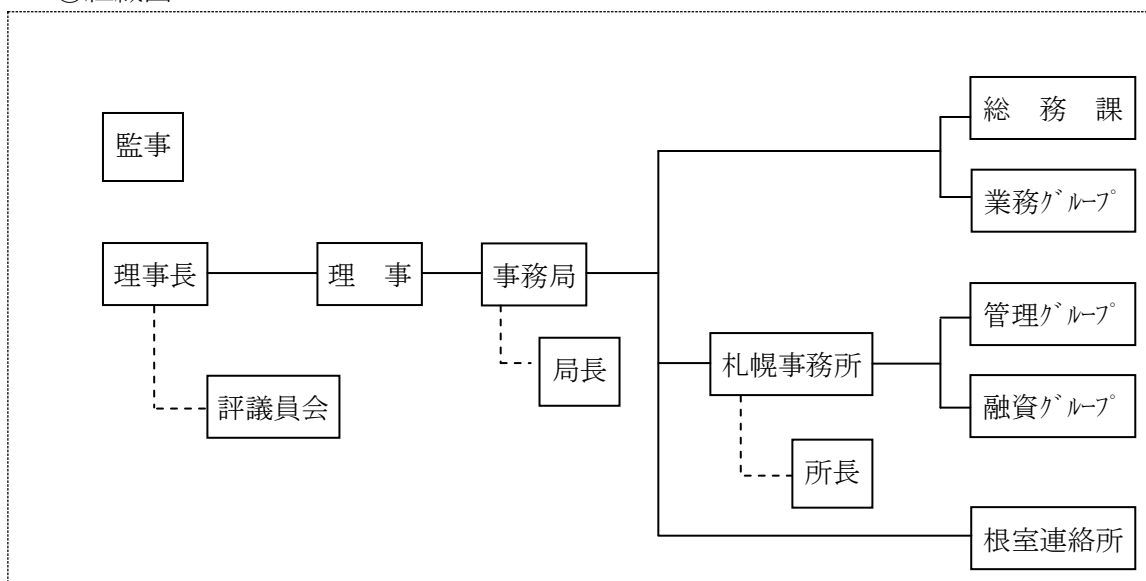 総　務　課
監事
業務ｸﾞﾙｰﾌﾟ
理事長
理　事
事務局
管理ｸﾞﾙｰﾌﾟ
局長
札幌事務所
評議員会
融資ｸﾞﾙｰﾌﾟ
所長
根室連絡所